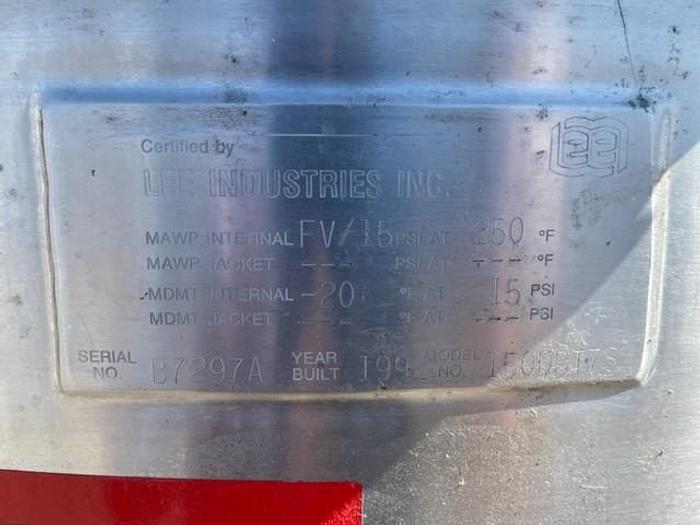 Certified by
LEE
LEE INDUSTRIES INC.
MAWP-INTERNAL FV/15 PSI AT 250 °F
MAWP-JACKET --- PSI AT --- °F
MDMT-INTERNAL -20 °F AT 15 PSI
MDMT-JACKET --- °F AT --- PSI
SERIAL NO. B7297A YEAR BUILT MODEL NO.